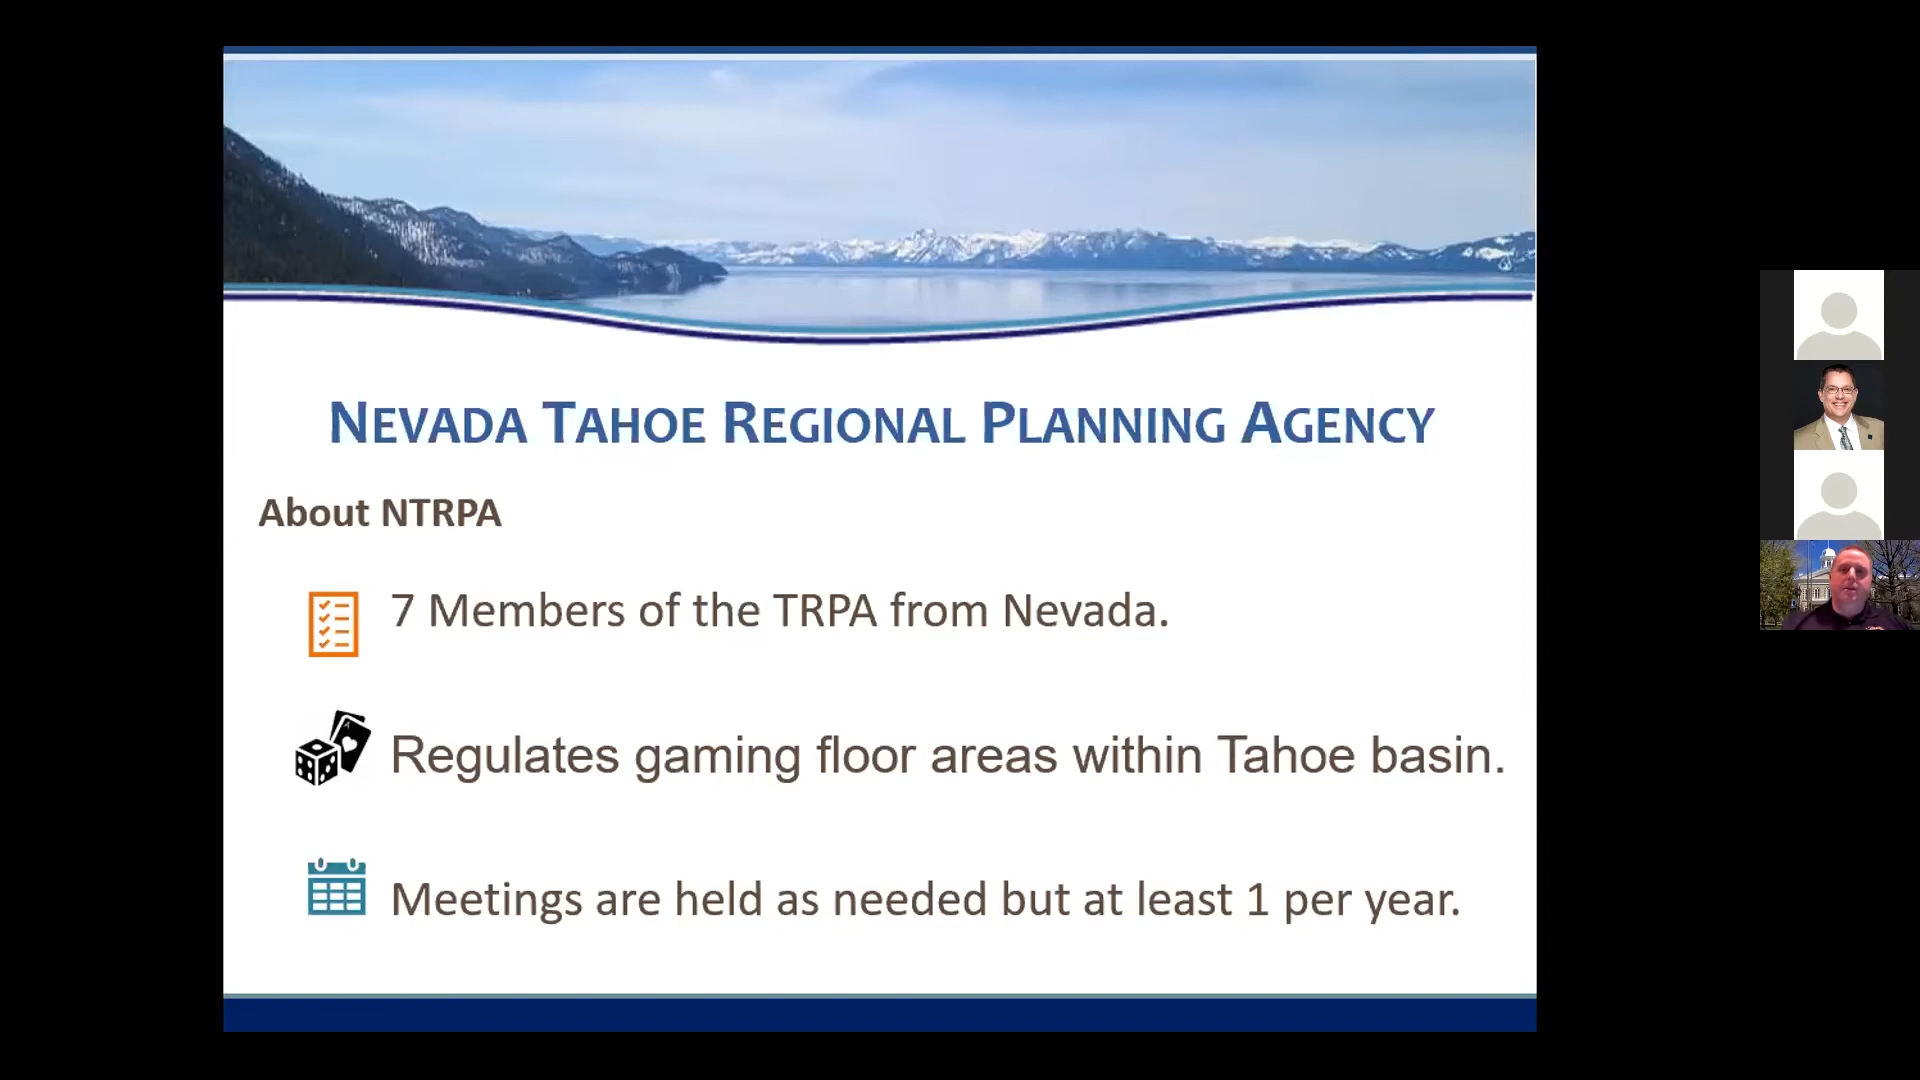 NEVADA TAHOE REGIONAL PLANNING AGENCY
About NTRPA
7 Members of the TRPA from Nevada.
Regulates gaming floor areas within Tahoe basin.
Meetings are held as needed but at least 1 per year.